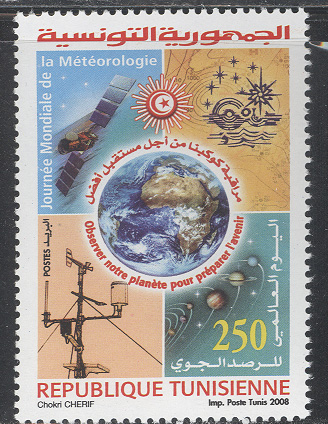 الجمهورية التونسية
Journée Mondiale de
la Météorologie
مراقبة كوكبنا من أجل مستقبل أفضل
Observer notre planète pour préparer l'avenir
POSTES البريد
اليوم العالمي
للرصد الجوي
250
REPUBLIQUE TUNISIENNE
Chokri CHERIF
Imp. Poste Tunis 2008